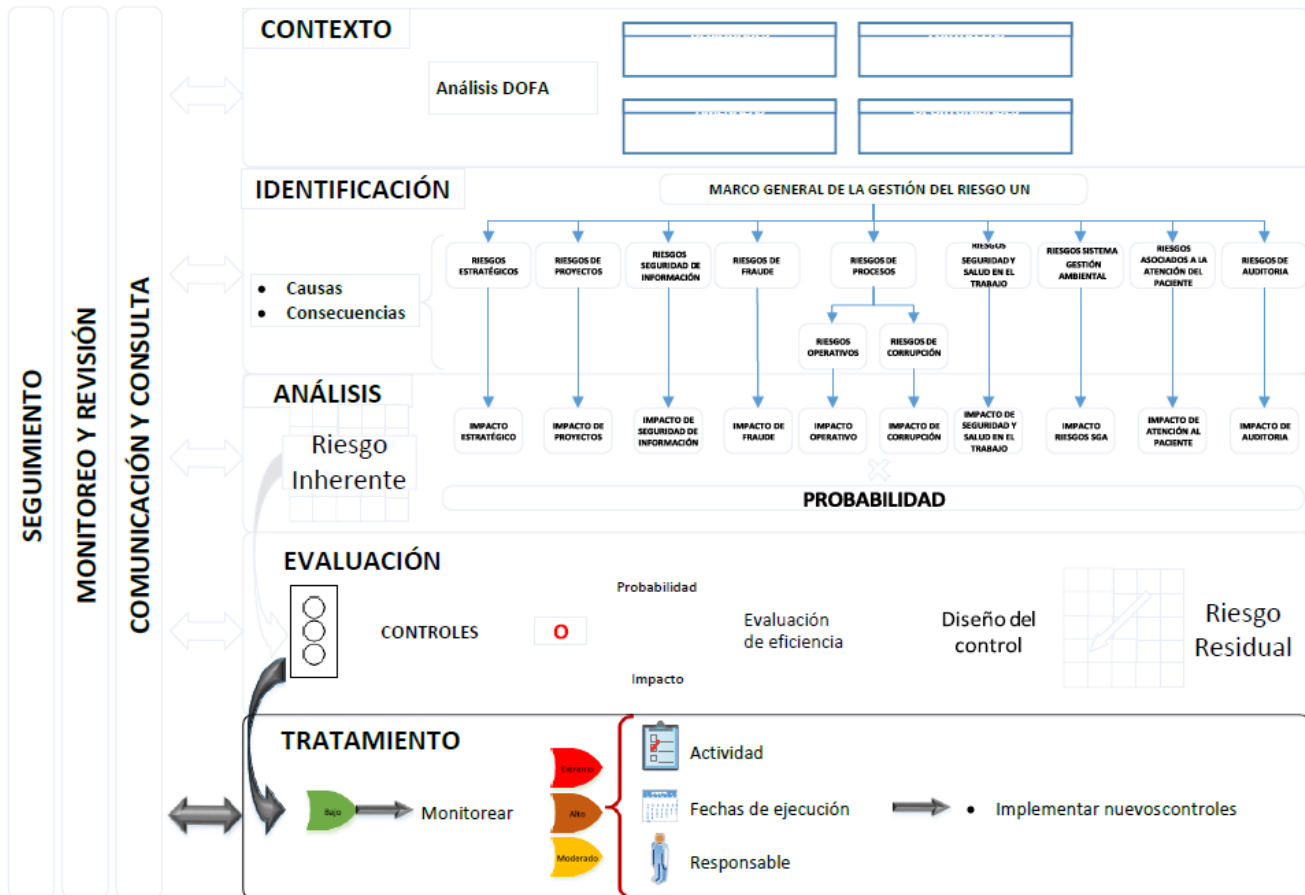 SEGUIMIENTO
MONITOREO Y REVISIÓN
COMUNICACIÓN Y CONSULTA
CONTEXTO
Análisis DOFA
IDENTIFICACIÓN
MARCO GENERAL DE LA GESTIÓN DEL RIESGO UN
• Causas
• Consecuencias
RIESGOS
ESTRATÉGICOS
RIESGOS DE
PROYECTOS
RIESGOS
SEGURIDAD DE
INFORMACIÓN
RIESGOS DE
FRAUDE
RIESGOS DE
PROCESOS
RIESGOS
SEGURIDAD Y
SALUD EN EL
TRABAJO
RIESGOS SISTEMA
GESTIÓN
AMBIENTAL
RIESGOS
ASOCIADOS A LA
ATENCIÓN DEL
PACIENTE
RIESGOS DE
AUDITORIA
RIESGOS
OPERATIVOS
RIESGOS DE
CORRUPCIÓN
ANÁLISIS
Riesgo
Inherente
IMPACTO
ESTRATÉGICO
IMPACTO DE
PROYECTOS
IMPACTO DE
SEGURIDAD DE
INFORMACIÓN
IMPACTO DE
FRAUDE
IMPACTO
OPERATIVO
IMPACTO DE
CORRUPCIÓN
IMPACTO DE
SEGURIDAD Y
SALUD EN EL
TRABAJO
IMPACTO
RIESGOS SGA
IMPACTO DE
ATENCIÓN AL
PACIENTE
IMPACTO DE
AUDITORIA
PROBABILIDAD
EVALUACIÓN
CONTROLES
O
Probabilidad
Impacto
Evaluación
de eficiencia
Diseño del
control
Riesgo
Residual
TRATAMIENTO
Bajo
Monitorear
Extremo
Alto
Moderado
Actividad
Fechas de ejecución
Responsable
• Implementar nuevoscontroles